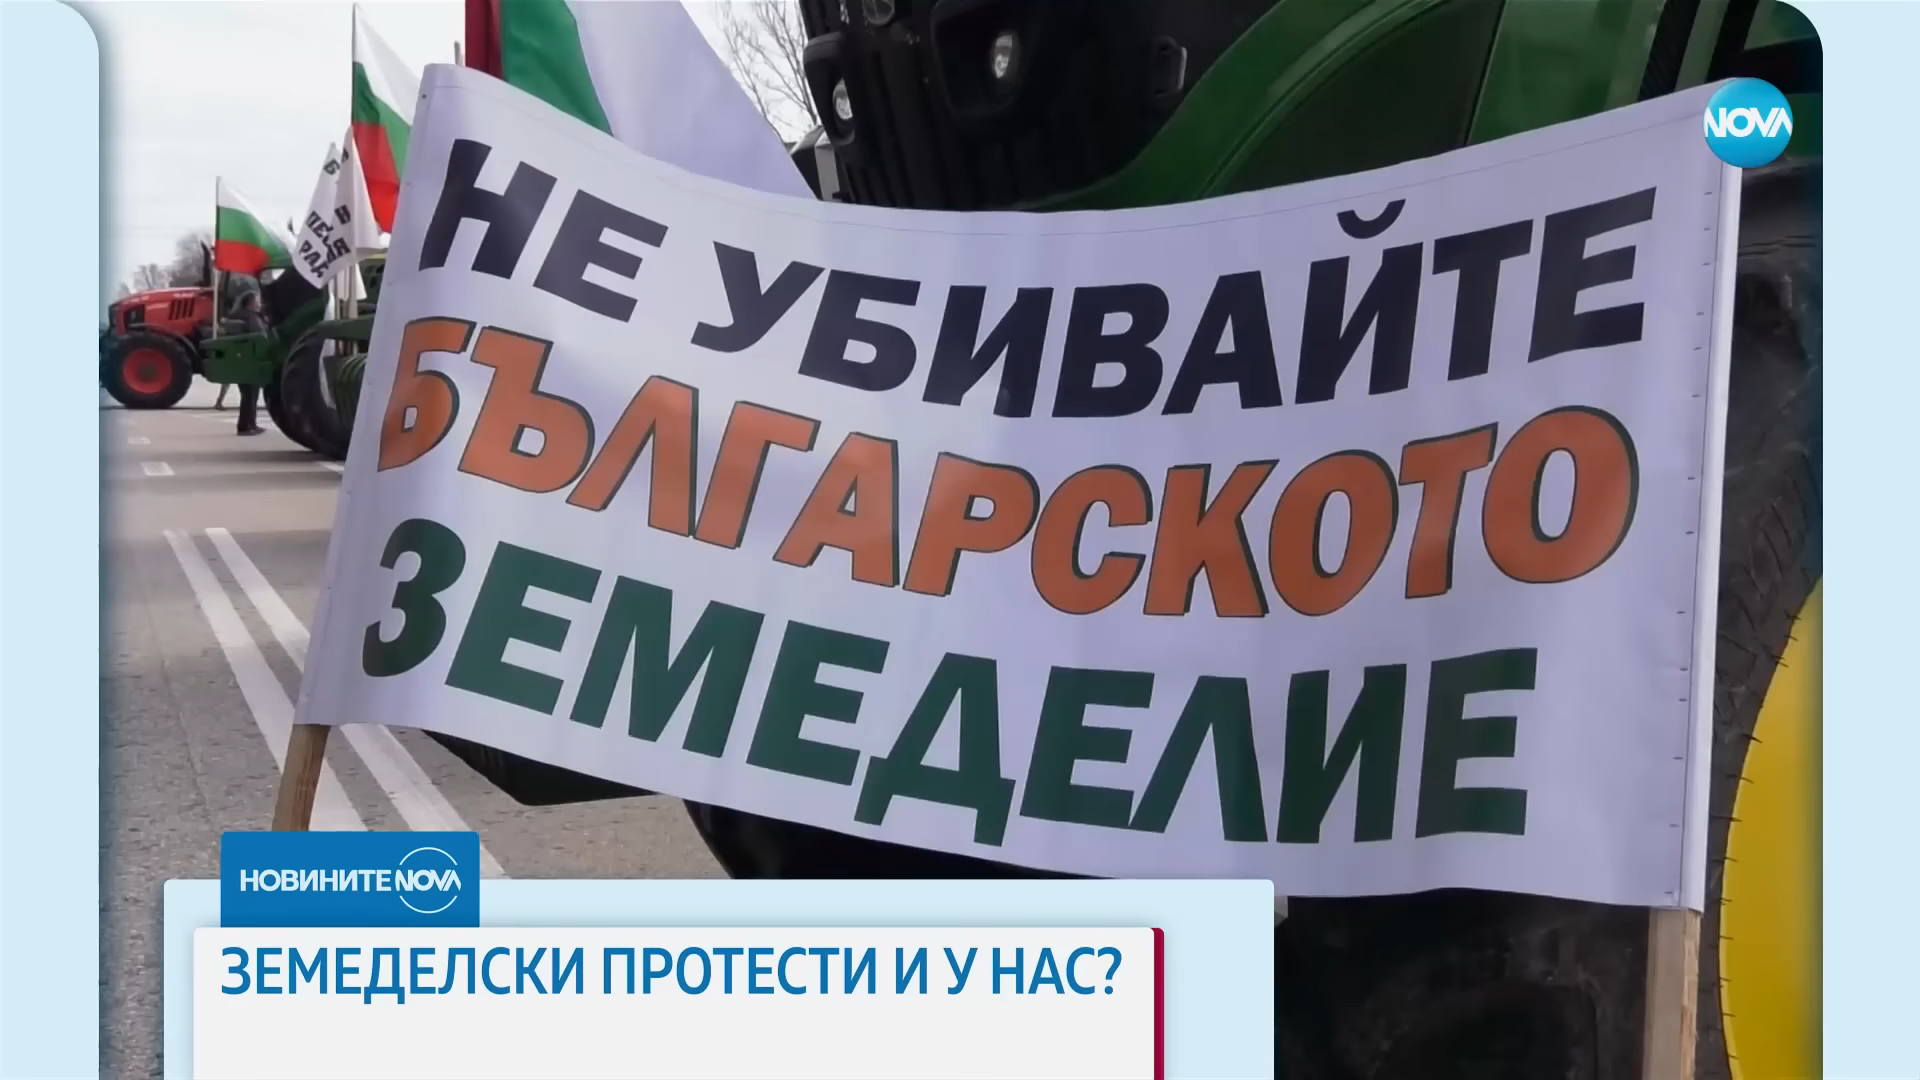 NOVA
НЕ УБИВАЙТЕ
БЪЛГАРСКОТО
ЗЕМЕДЕЛИЕ
НОВИНИТЕ NOVA
ЗЕМЕДЕЛСКИ ПРОТЕСТИ И У НАС?